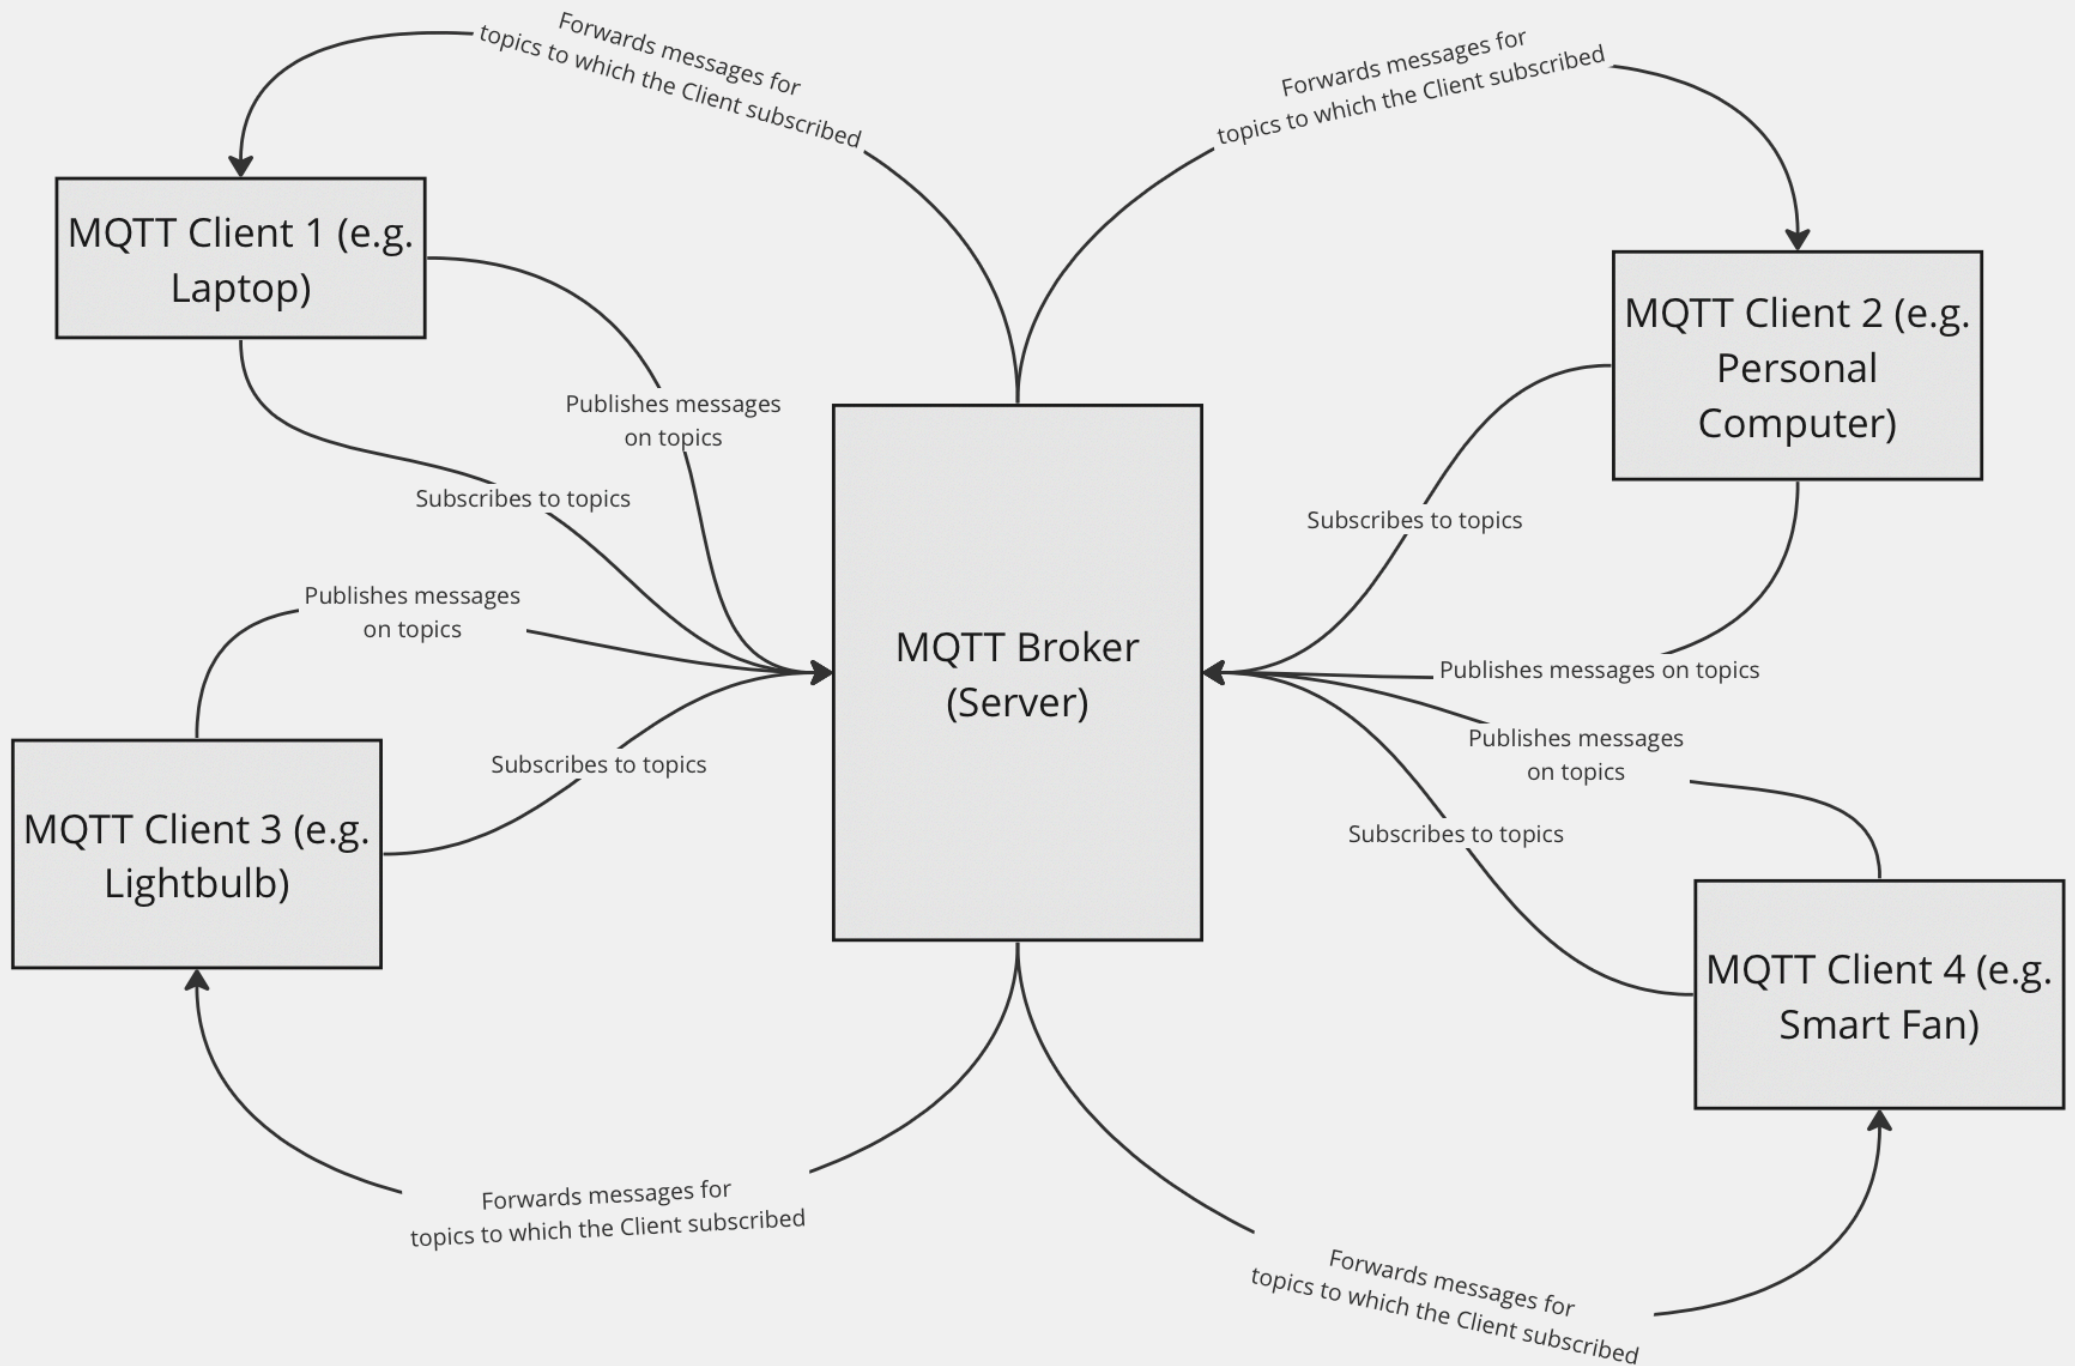 Forwards messages for
topics to which the Client subscribed
Forwards messages for
topics to which the Client subscribed
MQTT Client 1 (e.g.
Laptop)
MQTT Client 2 (e.g.
Personal
Computer)
Publishes messages
on topics
Subscribes to topics
Subscribes to topics
Publishes messages
on topics
MQTT Broker
(Server)
Publishes messages on topics
Publishes messages
on topics
Subscribes to topics
Subscribes to topics
MQTT Client 3 (e.g.
Lightbulb)
MQTT Client 4 (e.g.
Smart Fan)
Forwards messages for
topics to which the Client subscribed
Forwards messages for
topics to which the Client subscribed